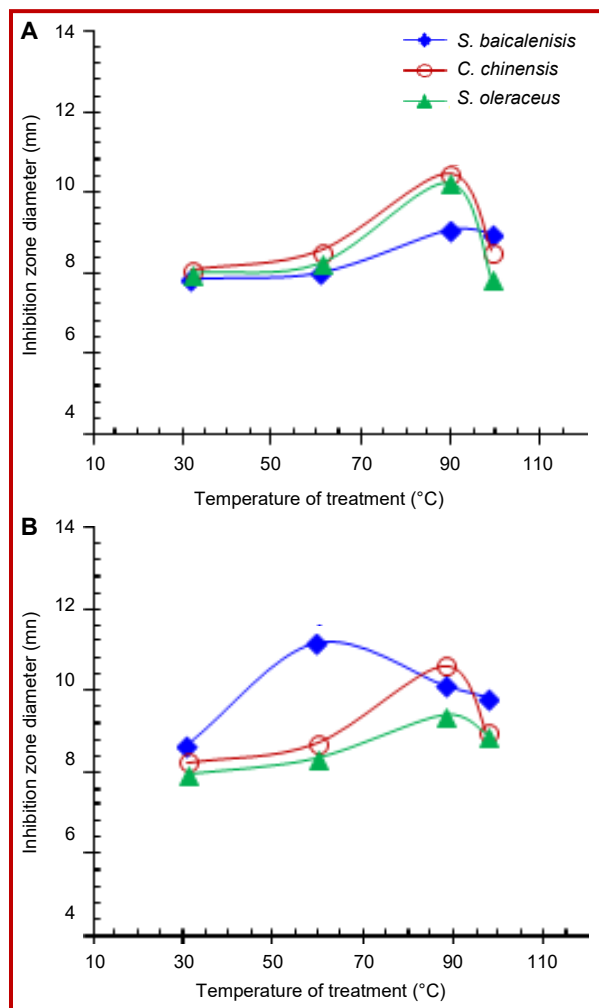 A
14
S. baicalenisis
C. chinensis
S. oleraceus
12
10
8
6
4
Inhibition zone diameter (mn)
10 30 50 70 90 110
Temperature of treatment (°C)
B
14
12
10
8
6
4
Inhibition zone diameter (mn)
10 30 50 70 90 110
Temperature of treatment (°C)